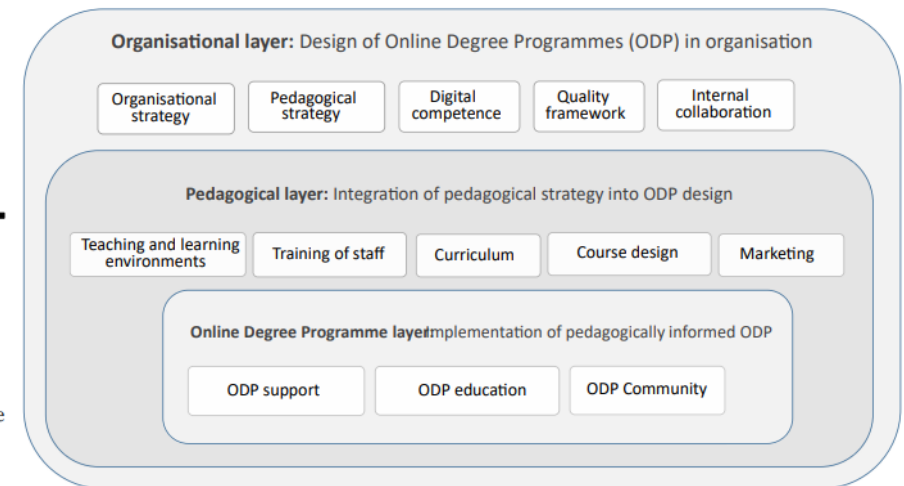 Organisational layer: Design of Online Degree Programmes (ODP) in organisation
Organisational
strategy
Pedagogical
strategy
Digital
competence
Quality
framework
Internal
collaboration
Pedagogical layer: Integration of pedagogical strategy into ODP design
Teaching and learning
environments
Training of staff
Curriculum
Course design
Marketing
Online Degree Programme layer: Implementation of pedagogically informed ODP
ODP support
ODP education
ODP Community
e